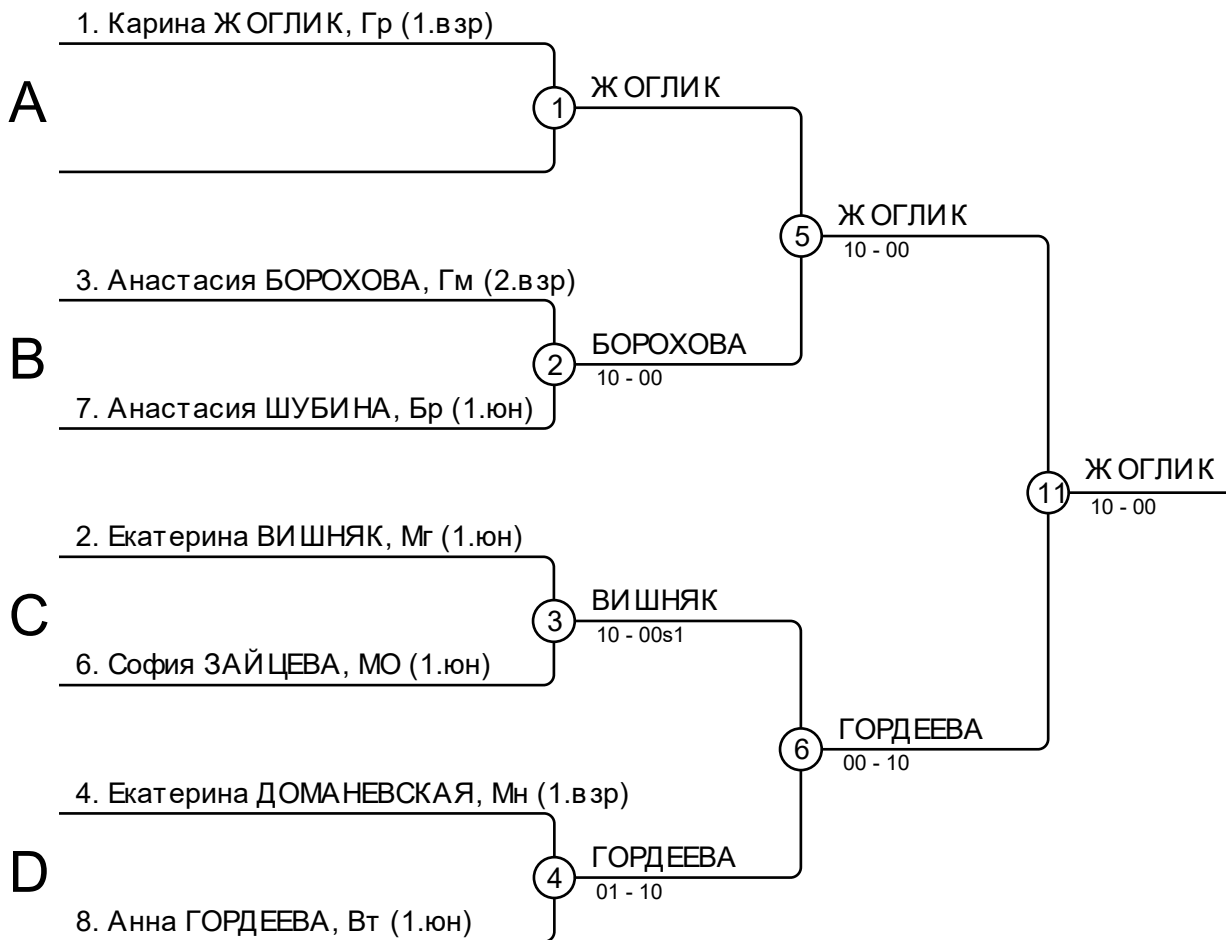 1. Карина ЖОГЛИК, Гр (1.взр)
A
1
ЖОГЛИК
5
ЖОГЛИК
10 - 00
3. Анастасия БОРОХОВА, Гм (2.взр)
B
2
БОРОХОВА
10 - 00
7. Анастасия ШУБИНА, Бр (1.юн)
11
ЖОГЛИК
10 - 00
2. Екатерина ВИШНЯК, Мг (1.юн)
C
3
ВИШНЯК
10 - 00s1
6. София ЗАЙЦЕВА, МО (1.юн)
6
ГОРДЕЕВА
00 - 10
4. Екатерина ДОМАНЕВСКАЯ, Мн (1.взр)
D
4
ГОРДЕЕВА
01 - 10
8. Анна ГОРДЕЕВА, Вт (1.юн)